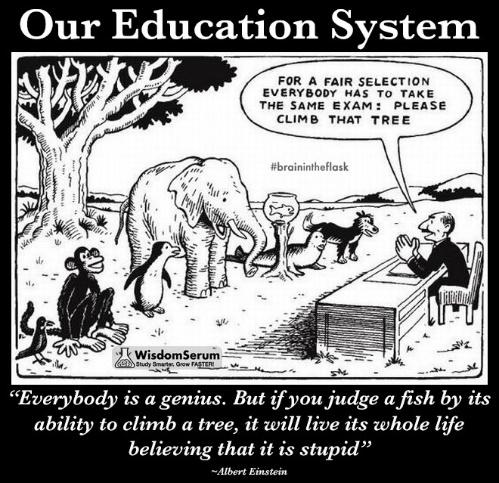 Our Education System
FOR A FAIR SELECTION
EVERYBODY HAS TO TAKE
THE SAME EXAM: PLEASE
CLIMB THAT TREE
#brainintheflask
WisdomSerum
Study Smarter, Grow FASTER!
“Everybody is a genius. But if you judge a fish by its
ability to climb a tree, it will live its whole life
believing that it is stupid”
~Albert Einstein